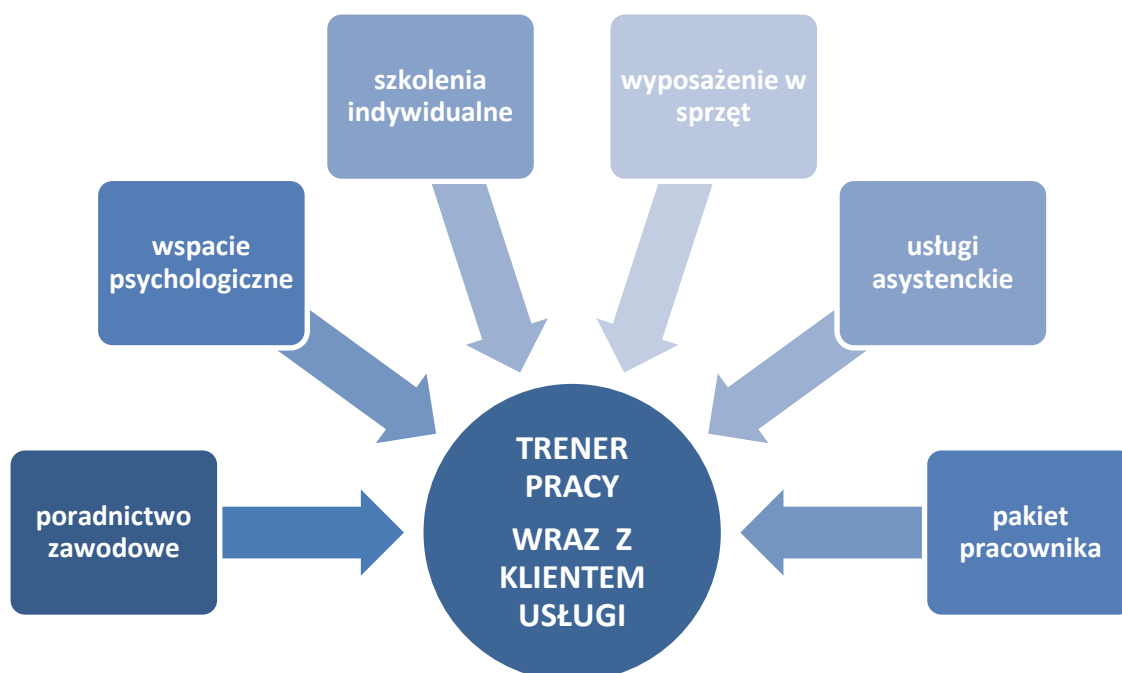 szkolenia
indywidualne
wyposażenie w
sprzęt
wspacie
psychologiczne
usługi
asystenckie
poradnictwo
zawodowe
TRENER
PRACY
WRAZ Z
KLIENTEM
USŁUGI
pakiet
pracownika